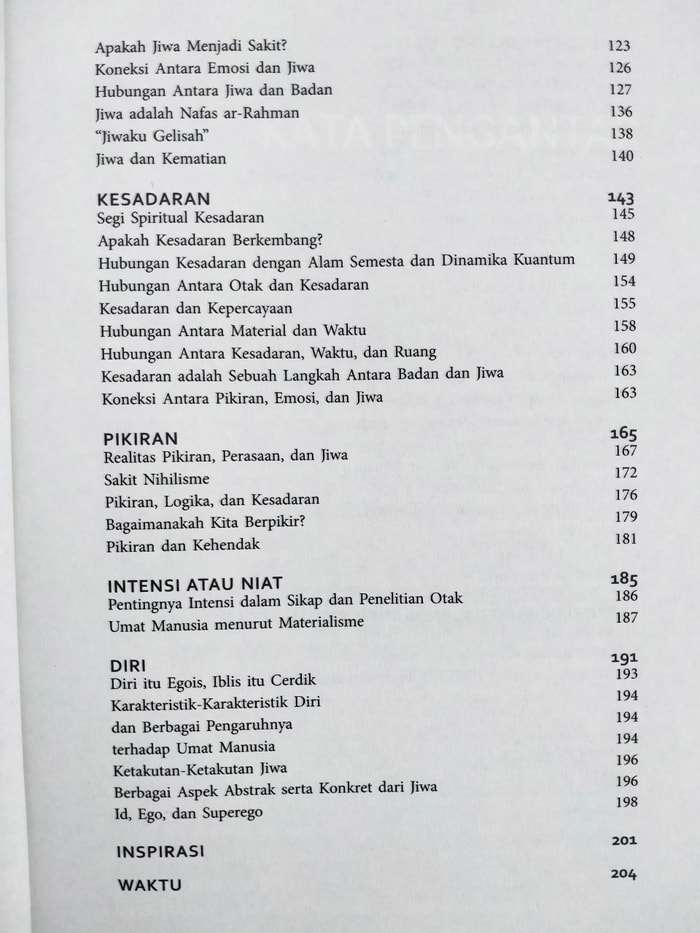 Apakah Jiwa Menjadi Sakit? 123
Koneksi Antara Emosi dan Jiwa 126
Hubungan Antara Jiwa dan Badan 127
Jiwa adalah Nafas ar-Rahman 136
“Jiwaku Gelisah” 138
Jiwa dan Kematian 140
KESADARAN 143
Segi Spiritual Kesadaran 145
Apakah Kesadaran Berkembang? 148
Hubungan Kesadaran dengan Alam Semesta dan Dinamika Kuantum 149
Hubungan Antara Otak dan Kesadaran 154
Kesadaran dan Kepercayaan 155
Hubungan Antara Material dan Waktu 158
Hubungan Antara Kesadaran, Waktu, dan Ruang 160
Kesadaran adalah Sebuah Langkah Antara Badan dan Jiwa 163
Koneksi Antara Pikiran, Emosi, dan Jiwa 163
PIKIRAN 165
Realitas Pikiran, Perasaan, dan Jiwa 167
Sakit Nihilisme 172
Pikiran, Logika, dan Kesadaran 176
Bagaimanakah Kita Berpikir? 179
Pikiran dan Kehendak 181
INTENSI ATAU NIAT 185
Pentingnya Intensi dalam Sikap dan Penelitian Otak 186
Umat Manusia menurut Materialisme 187
DIRI 191
Diri itu Egois, Iblis itu Cerdik 193
Karakteristik-Karakteristik Diri 194
dan Berbagai Pengaruhnya 194
terhadap Umat Manusia 194
Ketakutan-Ketakutan Jiwa 196
Berbagai Aspek Abstrak serta Konkret dari Jiwa 196
Id, Ego, dan Superego 198
INSPIRASI 201
WAKTU 204